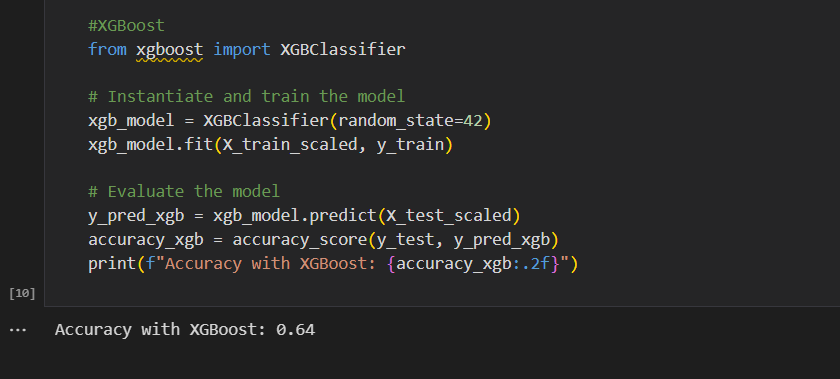 #XGBoost
from xgboost import XGBClassifier
# Instantiate and train the model
xgb_model = XGBClassifier(random_state=42)
xgb_model.fit(X_train_scaled, y_train)
# Evaluate the model
y_pred_xgb = xgb_model.predict(X_test_scaled)
accuracy_xgb = accuracy_score(y_test, y_pred_xgb)
print(f"Accuracy with XGBoost: {accuracy_xgb:.2f}")
[10]
... Accuracy with XGBoost: 0.64